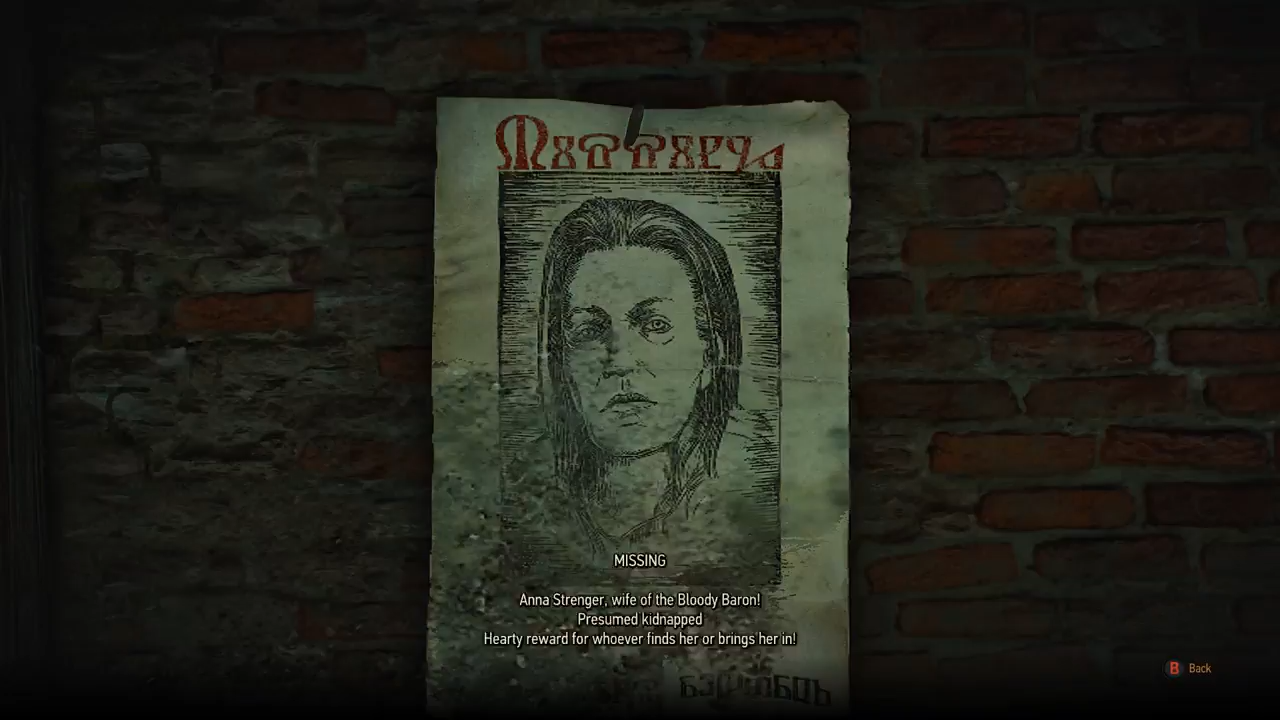 MISSING
Anna Strenger, wife of the Bloody Baron!
Presumed kidnapped
Hearty reward for whoever finds her or brings her in!
B Back